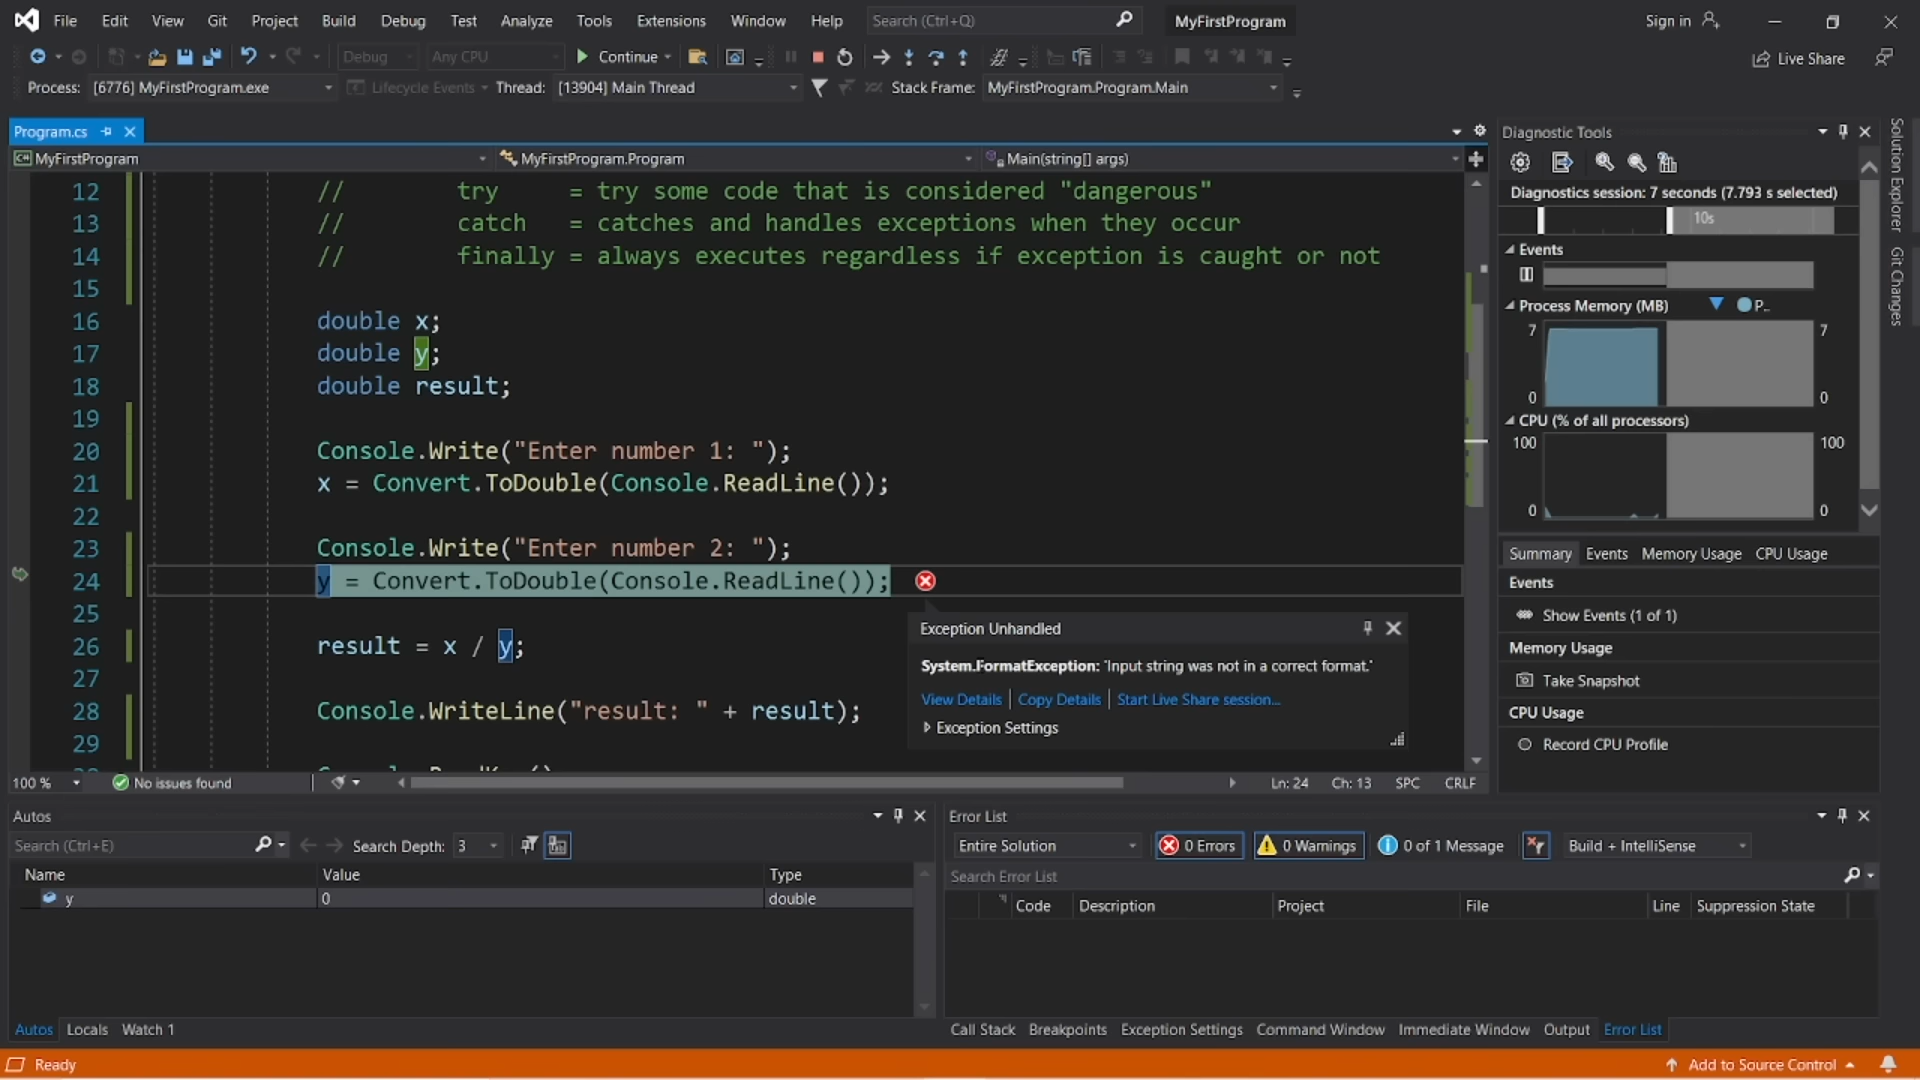 File Edit View Git Project Build Debug Test Analyze Tools Extensions Window Help Search (Ctrl+Q) MyFirstProgram Sign in
Debug Any CPU Continue Live Share
Process: [6776] MyFirstProgram.exe Lifecycle Events Thread: [13904] Main Thread Stack Frame: MyFirstProgram.Program.Main
Program.cs
MyFirstProgram MyFirstProgram.Program Main(string[] args)
12 // try = try some code that is considered "dangerous"
13 // catch = catches and handles exceptions when they occur
14 // finally = always executes regardless if exception is caught or not
15
16 double x;
17 double y;
18 double result;
19
20 Console.Write("Enter number 1: ");
21 x = Convert.ToDouble(Console.ReadLine());
22
23 Console.Write("Enter number 2: ");
24 y = Convert.ToDouble(Console.ReadLine());
25
26 result = x / y;
27
28 Console.WriteLine("result: " + result);
29
Exception Unhandled
System.FormatException: 'Input string was not in a correct format.'
View Details | Copy Details | Start Live Share session...
Exception Settings
100 % No issues found Ln: 24 Ch: 13 SPC CRLF
Diagnostic Tools
Diagnostics session: 7 seconds (7.793 s selected)
10s
Events
Process Memory (MB) P...
7 7
0 0
CPU (% of all processors)
100 100
0 0
Summary Events Memory Usage CPU Usage
Events
Show Events (1 of 1)
Memory Usage
Take Snapshot
CPU Usage
Record CPU Profile
Solution Explorer
Git Changes
Autos
Search (Ctrl+E) Search Depth: 3
Name Value Type
y 0 double
Autos Locals Watch 1
Error List
Entire Solution 0 Errors 0 Warnings 0 of 1 Message Build + IntelliSense
Search Error List
Code Description Project File Line Suppression State
Call Stack Breakpoints Exception Settings Command Window Immediate Window Output Error List
Ready Add to Source Control